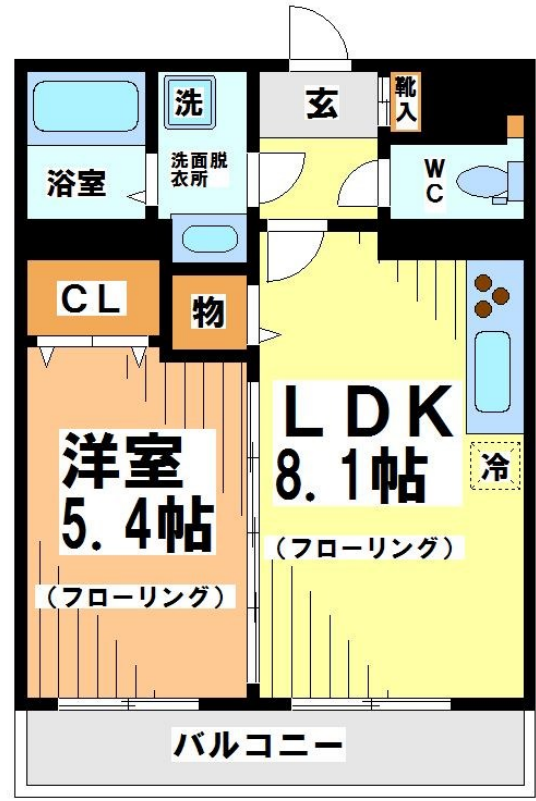 洗
玄
靴
入
浴室
洗面脱
衣所
W
C
CL
物
LDK
8.1帖
(フローリング)
冷
洋室
5.4帖
(フローリング)
バルコニー